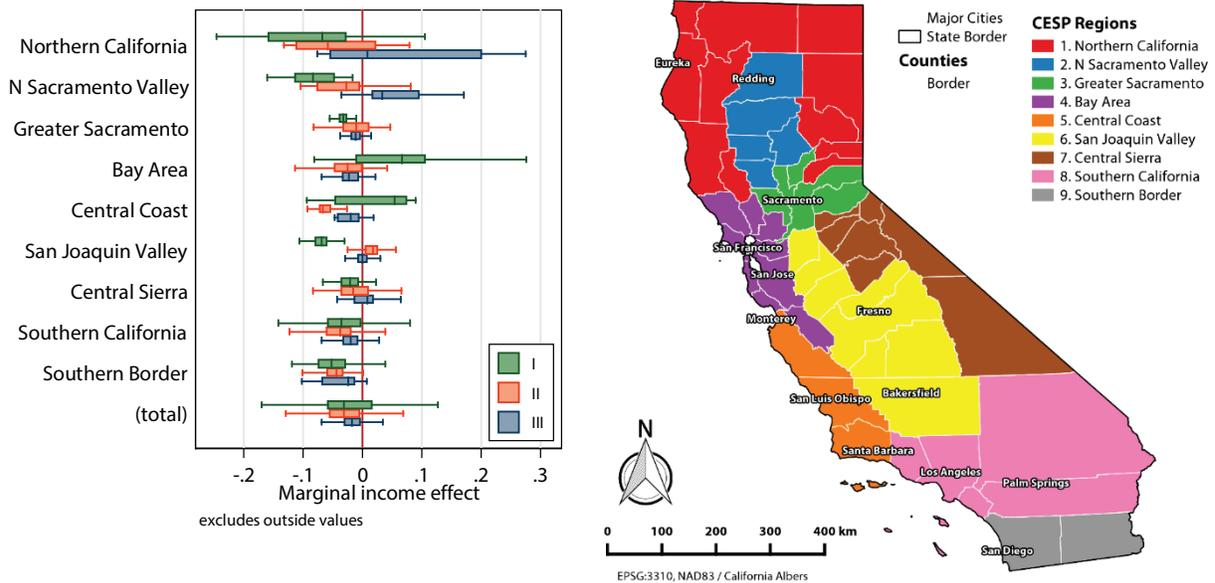 Northern California
N Sacramento Valley
Greater Sacramento
Bay Area
Central Coast
San Joaquin Valley
Central Sierra
Southern California
Southern Border
(total)
I
II
III
-.2
-.1
0
.1
.2
.3
Marginal income effect
excludes outside values
Eureka
Redding
Sacramento
San Francisco
San Jose
Monterey
Fresno
San Luis Obispo
Bakersfield
Santa Barbara
Los Angeles
Palm Springs
San Diego
Major Cities
State Border
Counties
Border
CESP Regions
1. Northern California
2. N Sacramento Valley
3. Greater Sacramento
4. Bay Area
5. Central Coast
6. San Joaquin Valley
7. Central Sierra
8. Southern California
9. Southern Border
N
0 100 200 300 400 km
EPSG:3310, NAD83 / California Albers